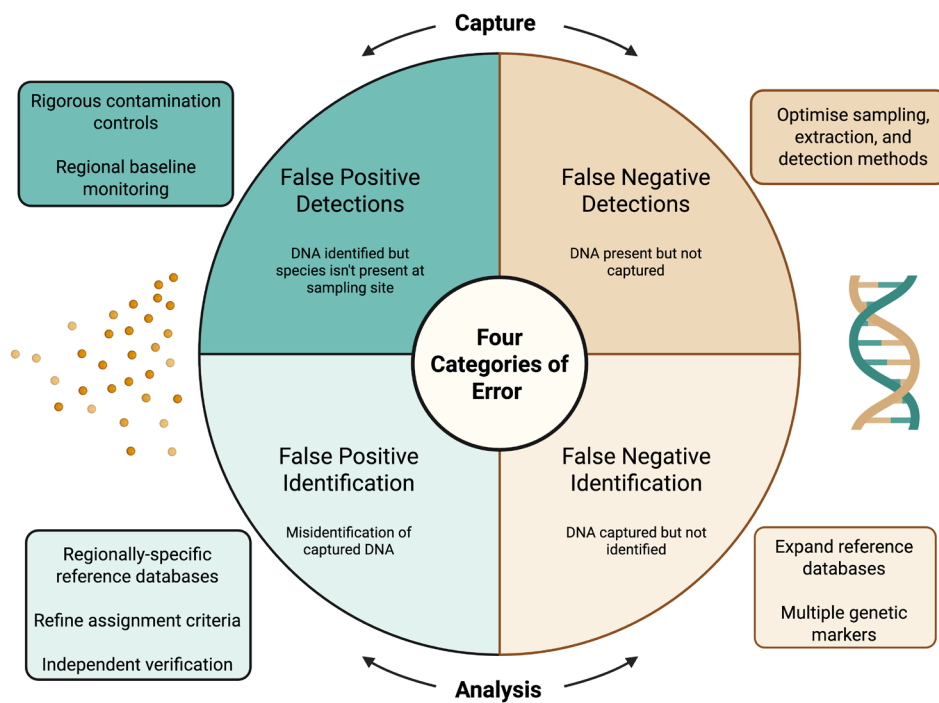 Capture
Rigorous contamination
controls
Regional baseline
monitoring
False Positive
Detections
DNA identified but
species isn't present at
sampling site
False Negative
Detections
DNA present but not
captured
Optimise sampling,
extraction, and
detection methods
Four
Categories of
Error
False Positive
Identification
Misidentification of
captured DNA
False Negative
Identification
DNA captured but not
identified
Regionally-specific
reference databases
Refine assignment criteria
Independent verification
Expand reference
databases
Multiple genetic
markers
Analysis